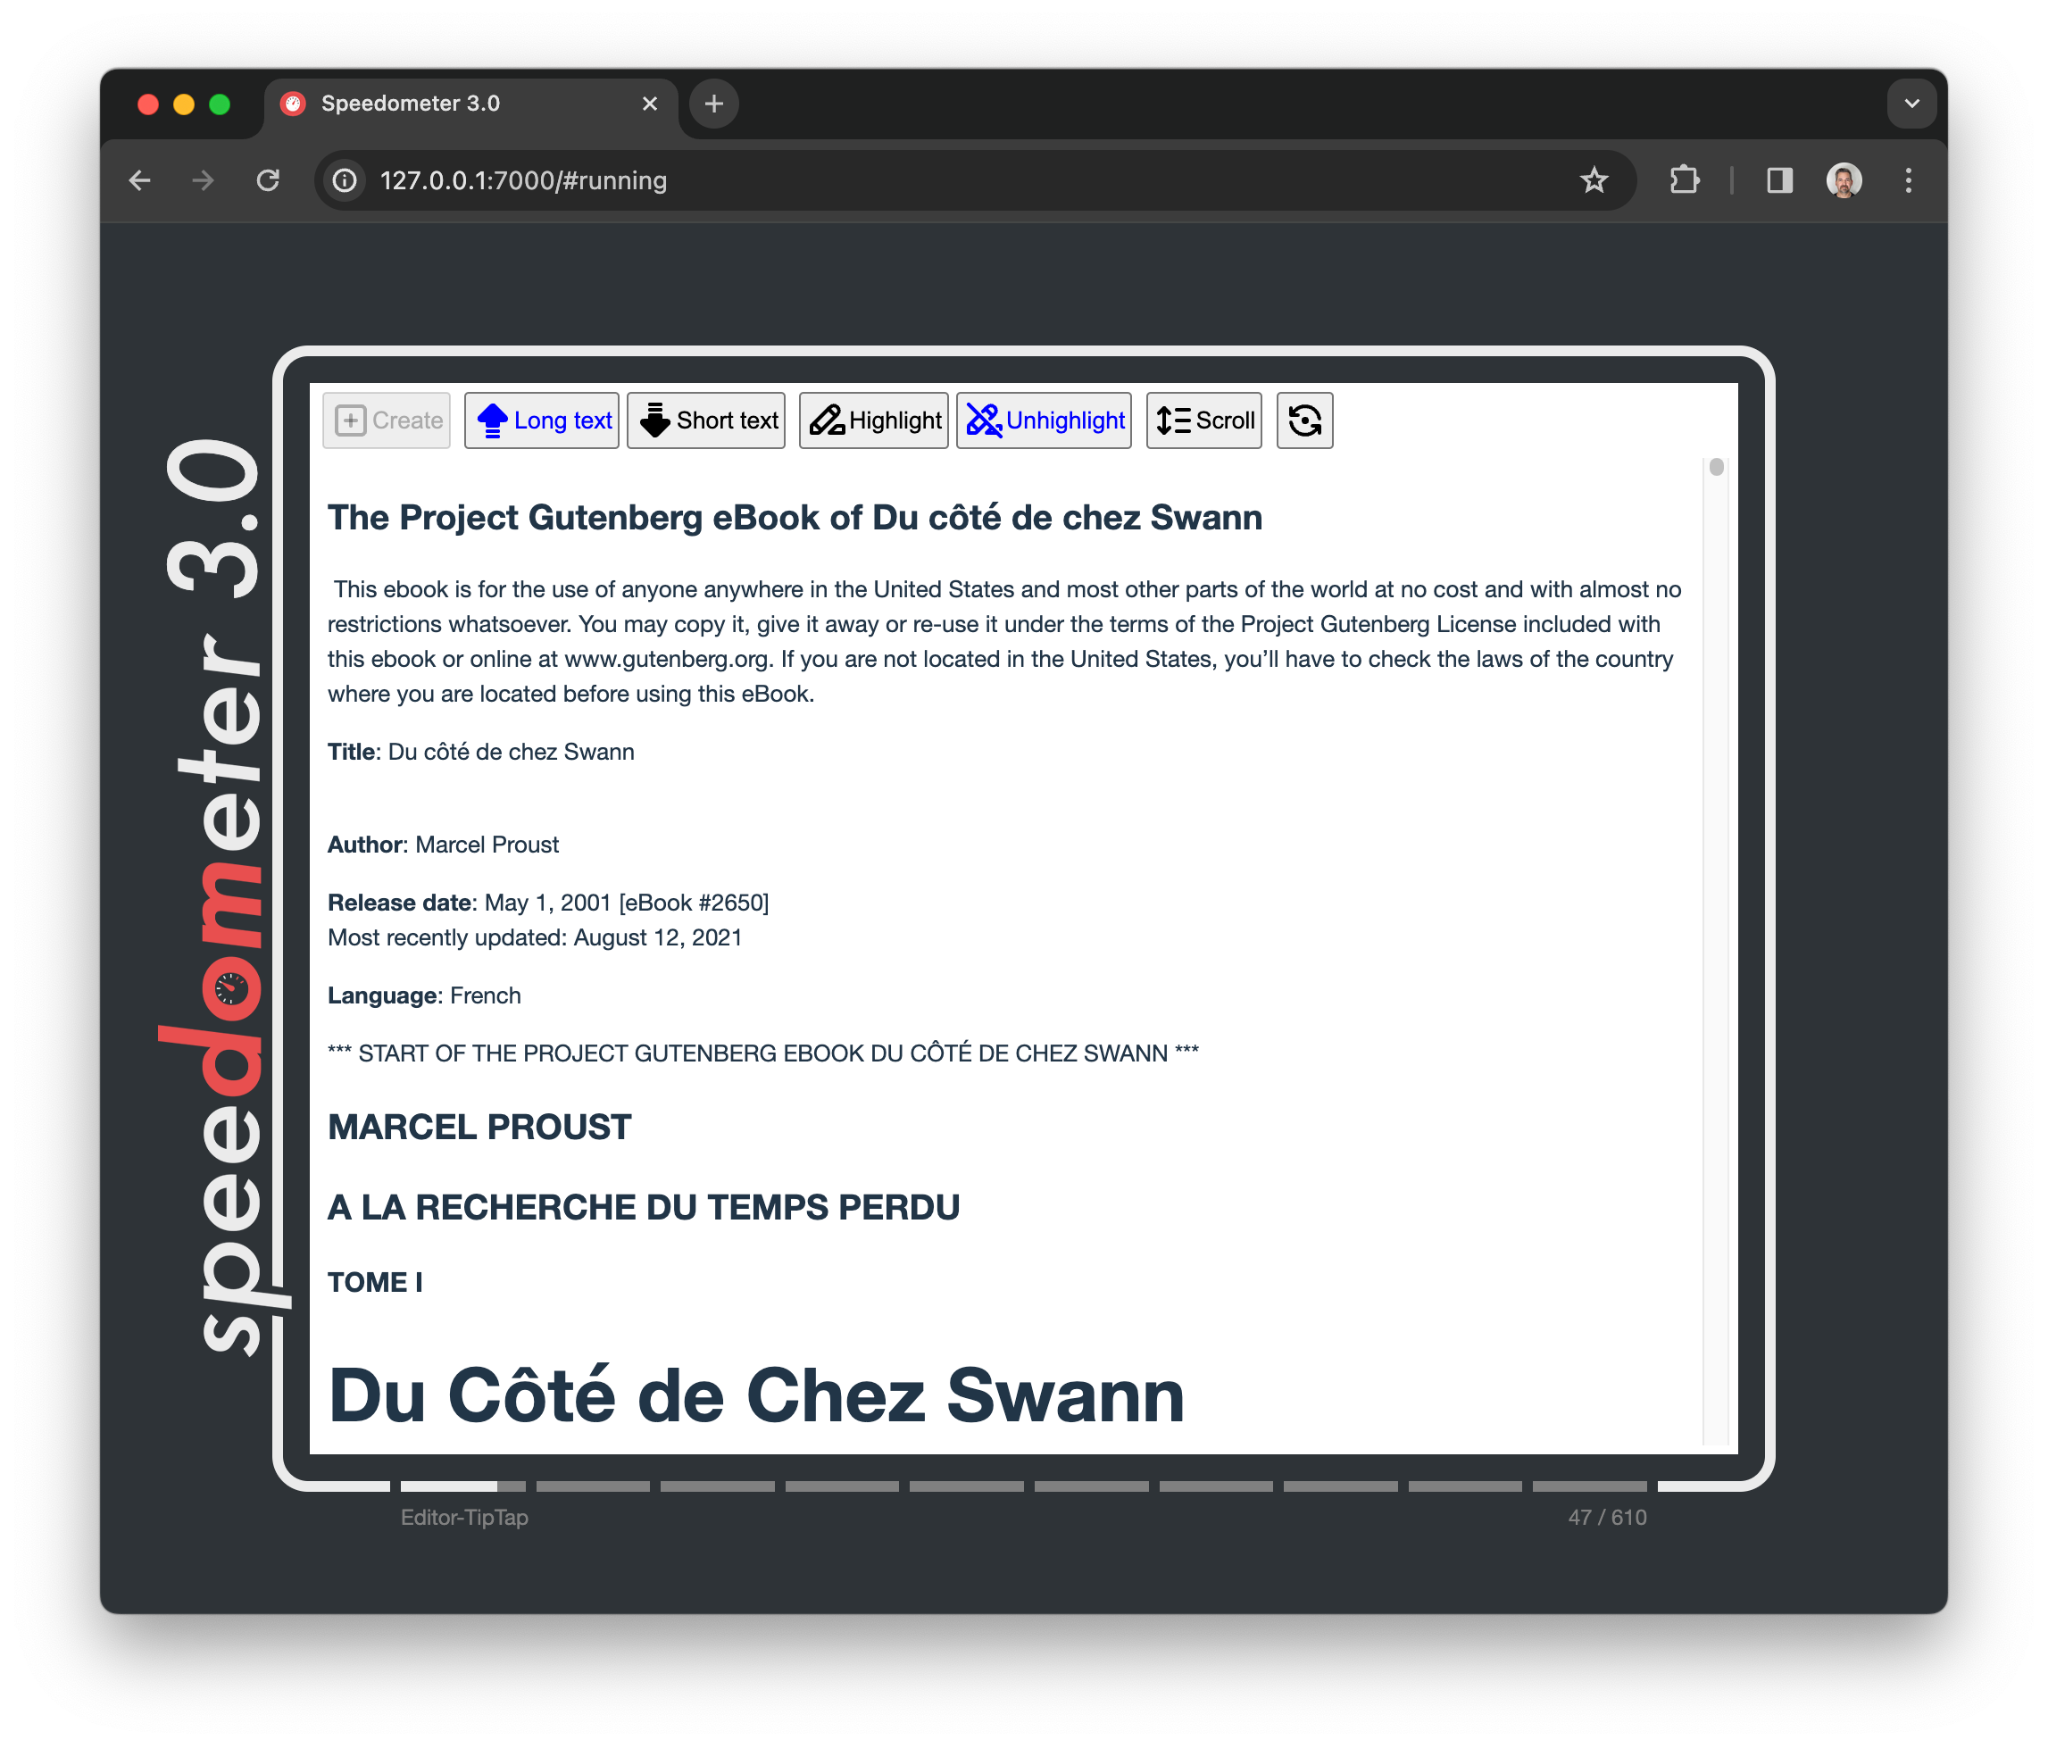 Speedometer 3.0
127.0.0.1:7000/#running
speedometer 3.0
Create
Long text
Short text
Highlight
Unhighlight
Scroll
The Project Gutenberg eBook of Du côté de chez Swann
This ebook is for the use of anyone anywhere in the United States and most other parts of the world at no cost and with almost no
restrictions whatsoever. You may copy it, give it away or re-use it under the terms of the Project Gutenberg License included with
this ebook or online at www.gutenberg.org. If you are not located in the United States, you’ll have to check the laws of the country
where you are located before using this eBook.
Title: Du côté de chez Swann
Author: Marcel Proust
Release date: May 1, 2001 [eBook #2650]
Most recently updated: August 12, 2021
Language: French
*** START OF THE PROJECT GUTENBERG EBOOK DU CÔTÉ DE CHEZ SWANN ***
MARCEL PROUST
A LA RECHERCHE DU TEMPS PERDU
TOME I
Du Côté de Chez Swann
Editor-TipTap
47 / 610